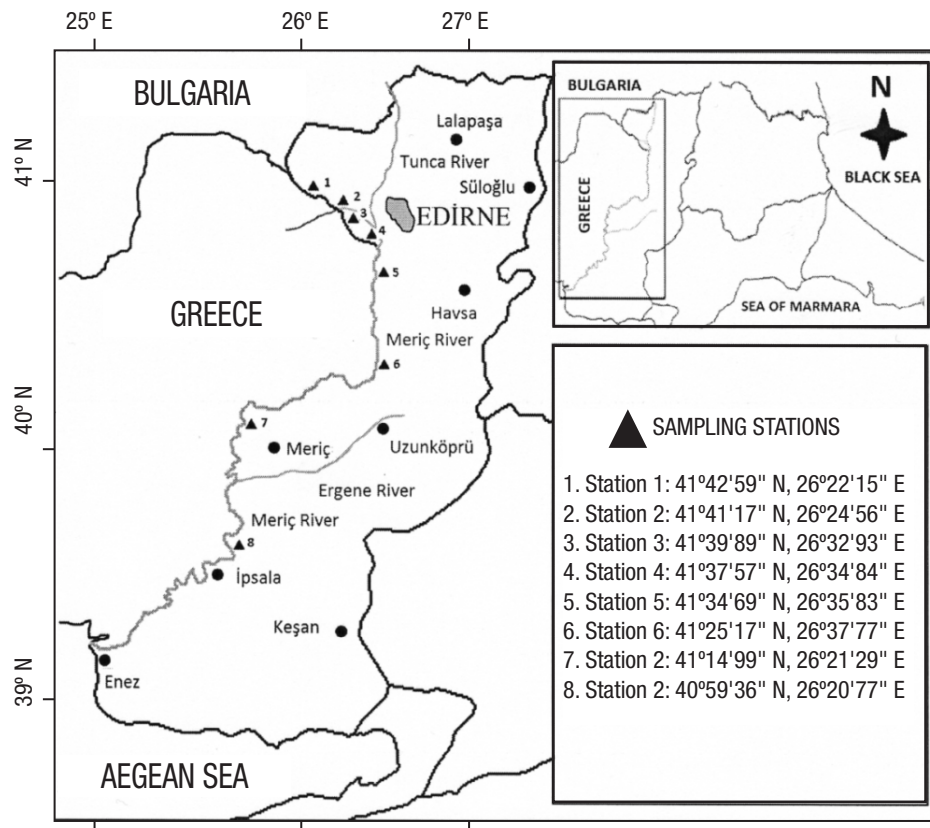 25º E
26º E
27º E
41º N
40º N
39º N
BULGARIA
Lalapaşa
Tunca River
Süloğlu
1
2
3
4
EDİRNE
5
GREECE
Havsa
Meriç River
6
7
Meriç
Uzunköprü
Ergene River
Meriç River
8
İpsala
Keşan
Enez
AEGEAN SEA
BULGARIA
N
BLACK SEA
GREECE
SEA OF MARMARA
SAMPLING STATIONS
1. Station 1: 41º42'59" N, 26º22'15" E
2. Station 2: 41º41'17" N, 26º24'56" E
3. Station 3: 41º39'89" N, 26º32'93" E
4. Station 4: 41º37'57" N, 26º34'84" E
5. Station 5: 41º34'69" N, 26º35'83" E
6. Station 6: 41º25'17" N, 26º37'77" E
7. Station 2: 41º14'99" N, 26º21'29" E
8. Station 2: 40º59'36" N, 26º20'77" E